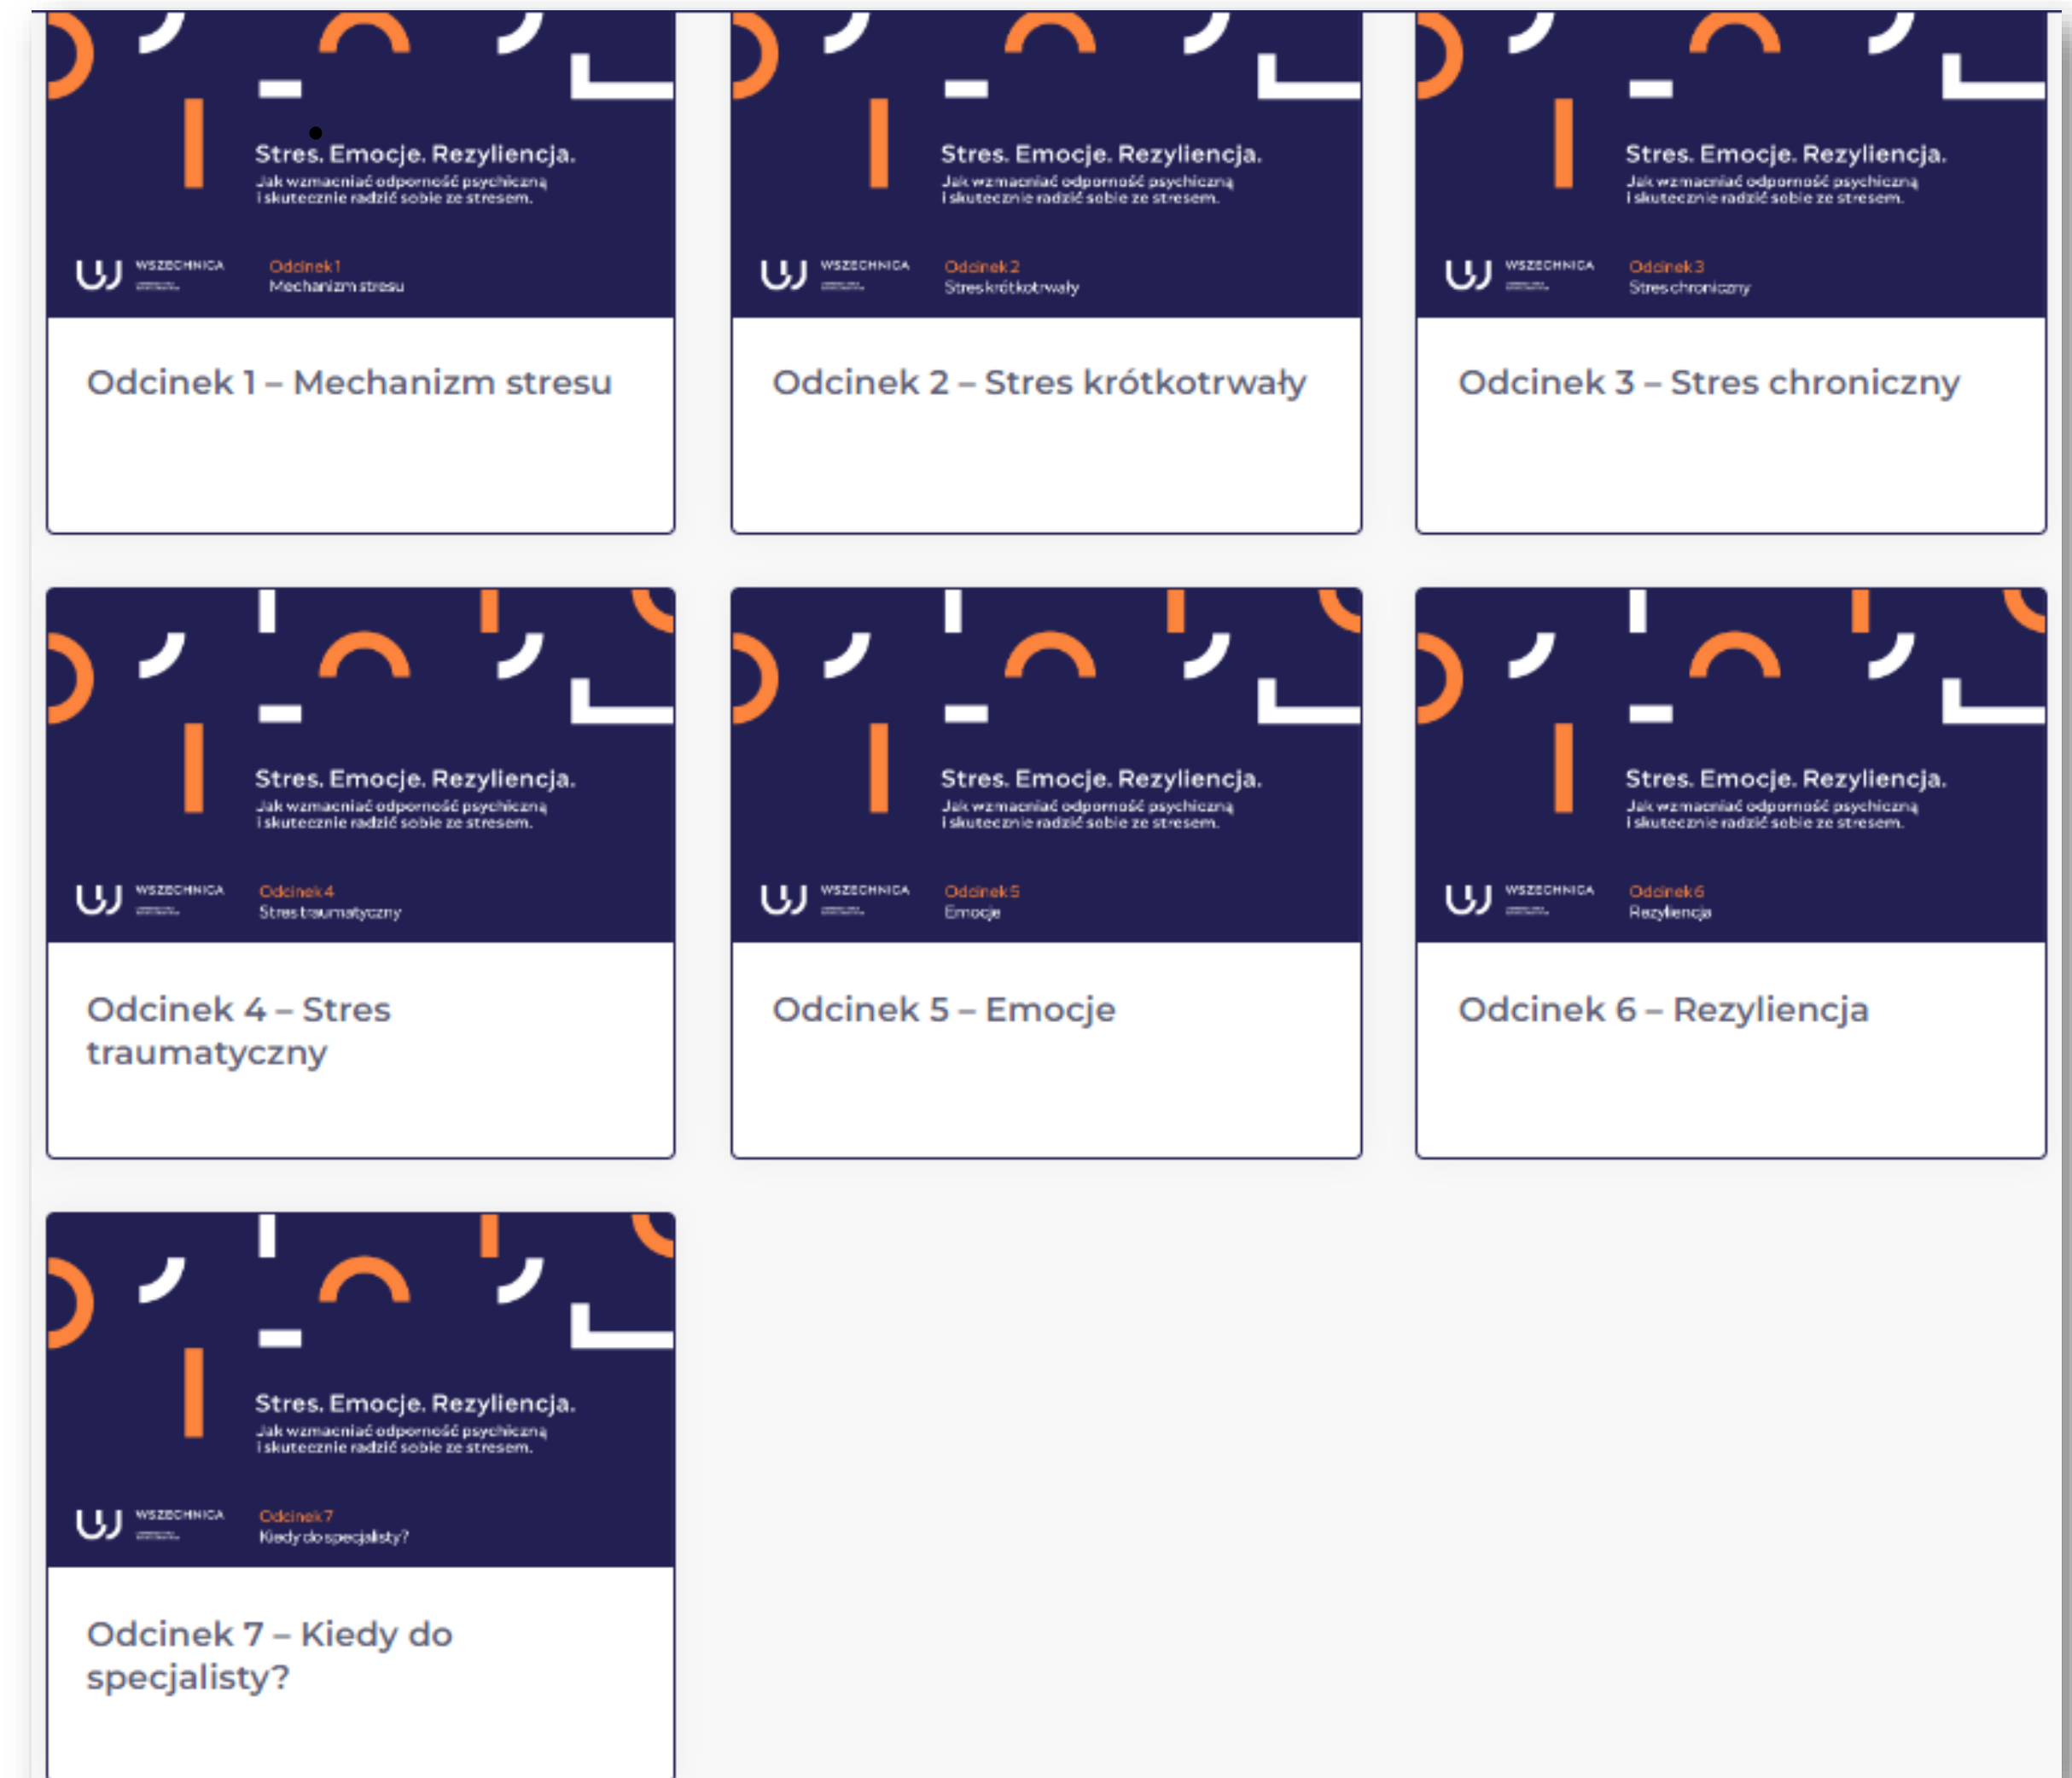 Stres. Emocje. Rezyliencja.
Jak wzmacniać odporność psychiczną
i skutecznie radzić sobie ze stresem.
WSZECHNICA
Odcinek 1
Mechanizm stresu
Odcinek 1 – Mechanizm stresu
Stres. Emocje. Rezyliencja.
Jak wzmacniać odporność psychiczną
i skutecznie radzić sobie ze stresem.
WSZECHNICA
Odcinek 2
Stres krótkotrwały
Odcinek 2 – Stres krótkotrwały
Stres. Emocje. Rezyliencja.
Jak wzmacniać odporność psychiczną
i skutecznie radzić sobie ze stresem.
WSZECHNICA
Odcinek 3
Stres chroniczny
Odcinek 3 – Stres chroniczny
Stres. Emocje. Rezyliencja.
Jak wzmacniać odporność psychiczną
i skutecznie radzić sobie ze stresem.
WSZECHNICA
Odcinek 4
Stres traumatyczny
Odcinek 4 – Stres
traumatyczny
Stres. Emocje. Rezyliencja.
Jak wzmacniać odporność psychiczną
i skutecznie radzić sobie ze stresem.
WSZECHNICA
Odcinek 5
Emocje
Odcinek 5 – Emocje
Stres. Emocje. Rezyliencja.
Jak wzmacniać odporność psychiczną
i skutecznie radzić sobie ze stresem.
WSZECHNICA
Odcinek 6
Rezyliencja
Odcinek 6 – Rezyliencja
Stres. Emocje. Rezyliencja.
Jak wzmacniać odporność psychiczną
i skutecznie radzić sobie ze stresem.
WSZECHNICA
Odcinek 7
Kiedy do specjalisty?
Odcinek 7 – Kiedy do
specjalisty?